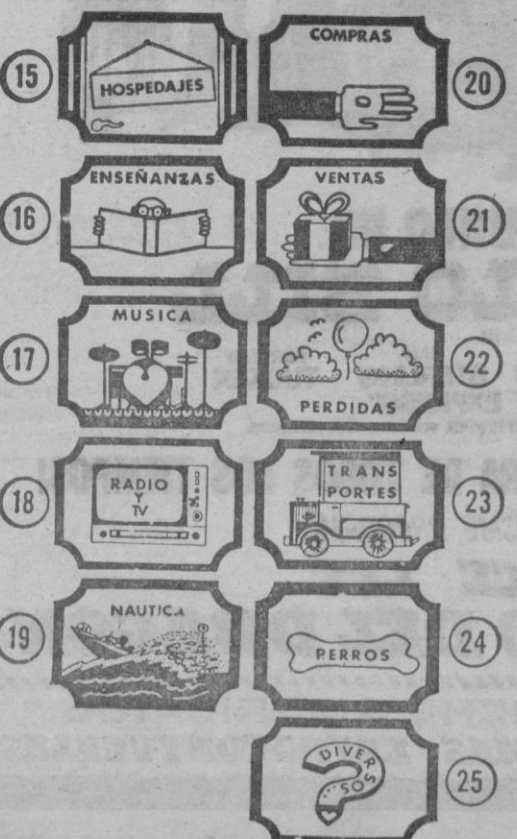 15
HOSPEDAJES
COMPRAS
20
16
ENSEÑANZAS
VENTAS
21
17
MUSICA
PERDIDAS
22
18
RADIO
Y
TV
TRANS
PORTES
23
19
NAUTICA
PERROS
24
DIVER
SOS
25